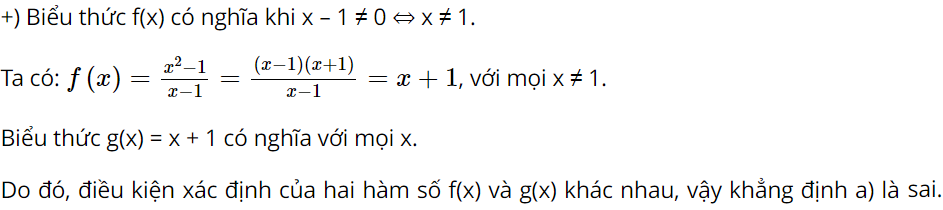 +) Biểu thức f(x) có nghĩa khi x – 1 ≠ 0 ⇔ x ≠ 1.
Ta có: f(x) = \frac{x^2−1}{x−1} = \frac{(x−1)(x+1)}{x−1} = x + 1, với mọi x ≠ 1.
Biểu thức g(x) = x + 1 có nghĩa với mọi x.
Do đó, điều kiện xác định của hai hàm số f(x) và g(x) khác nhau, vậy khẳng định a) là sai.